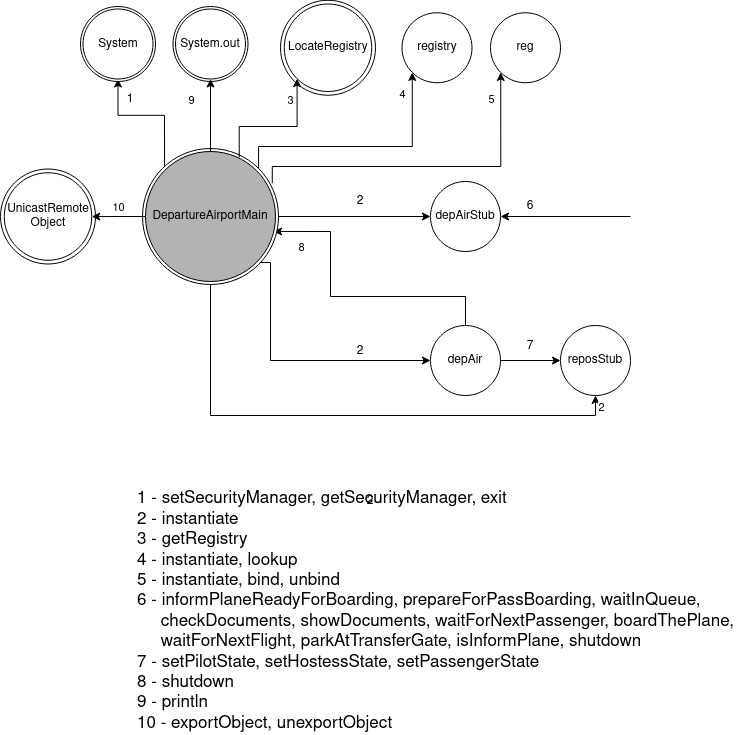 System
System.out
LocateRegistry
registry
reg
1
9
3
4
5
UnicastRemote
Object
10
DepartureAirportMain
2
depAirStub
6
8
2
depAir
7
reposStub
2
1 - setSecurityManager, getSecurityManager, exit
2
2 - instantiate
3 - getRegistry
4 - instantiate, lookup
5 - instantiate, bind, unbind
6 - informPlaneReadyForBoarding, prepareForPassBoarding, waitInQueue,
checkDocuments, showDocuments, waitForNextPassenger, boardThePlane,
waitForNextFlight, parkAtTransferGate, isInformPlane, shutdown
7 - setPilotState, setHostessState, setPassengerState
8 - shutdown
9 - println
10 - exportObject, unexportObject